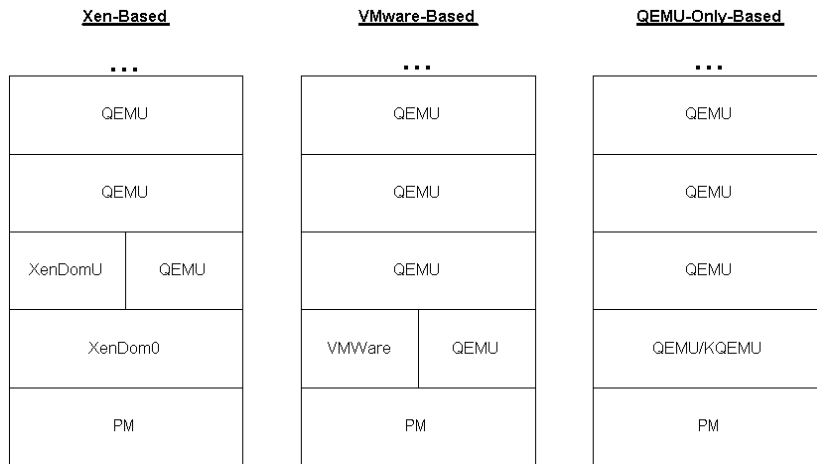 Xen-Based
VMware-Based
QEMU-Only-Based
...
...
...
QEMU
QEMU
QEMU
QEMU
QEMU
QEMU
XenDomU
QEMU
QEMU
QEMU
XenDom0
VMWare
QEMU
QEMU/KQEMU
PM
PM
PM